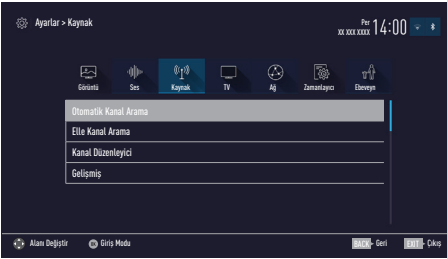 Ayarlar > Kaynak
Per
xx xxx xxxx 14:00
Görüntü Ses Kaynak TV Ağ Zamanlayıcı Ebeveyn
Otomatik Kanal Arama
Elle Kanal Arama
Kanal Düzenleyici
Gelişmiş
Alanı Değiştir OK Giriş Modu BACK - Geri EXIT - Çıkış